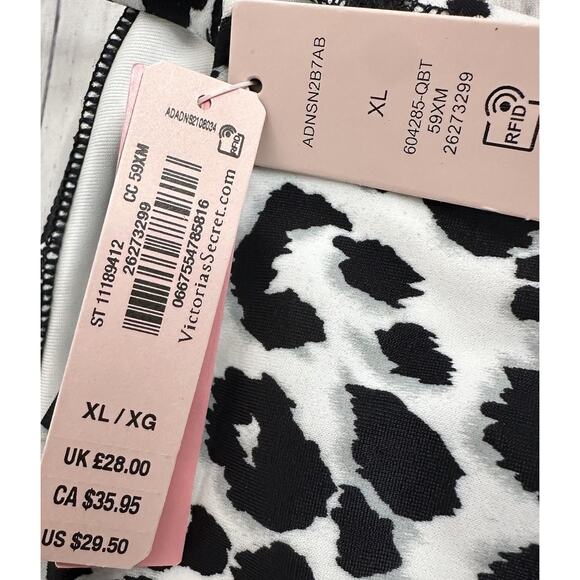 ADADNS2108034
RFID
ST 11189412 CC 59XM
26273299
0667554785816
VictoriasSecret.com
XL / XG
UK £28.00
CA $35.95
US $29.50
ADNSN2B7AB
XL
604285-QBT
59XM
26273299
RFID